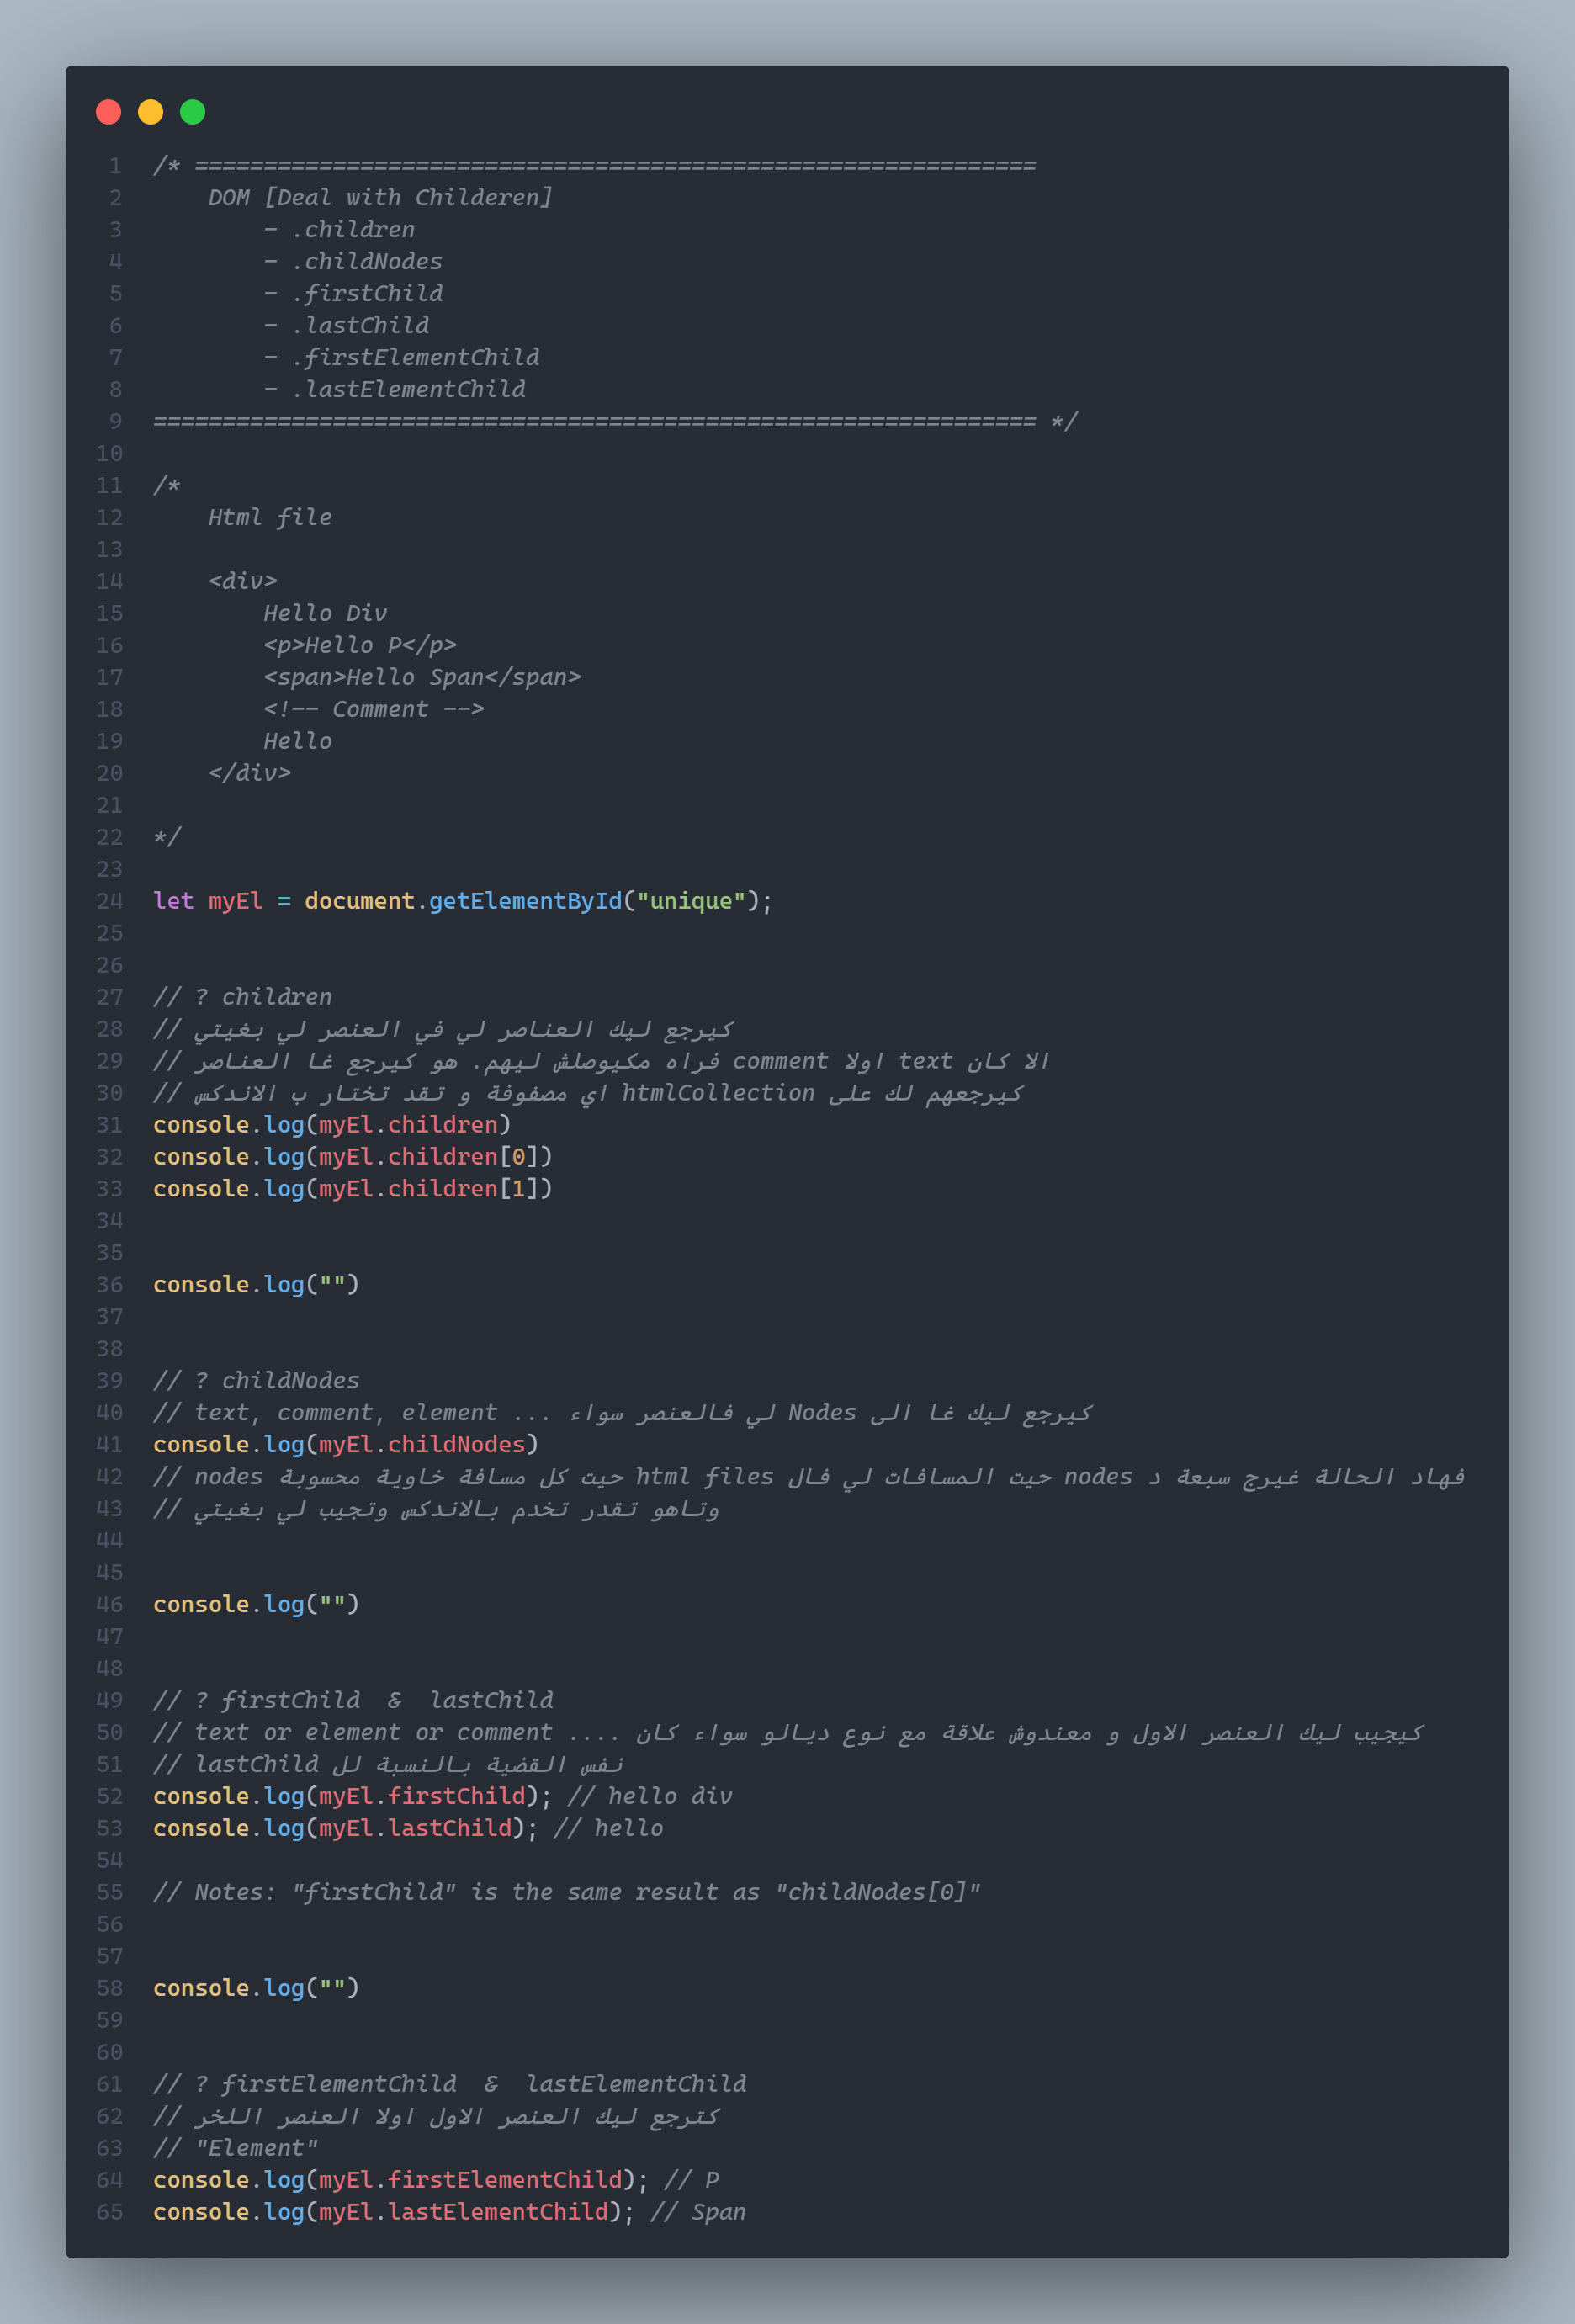 1 /* =============================================================
2 DOM [Deal with Childeren]
3 - .children
4 - .childNodes
5 - .firstChild
6 - .lastChild
7 - .firstElementChild
8 - .lastElementChild
9 ================================================================ */
10
11 /*
12 Html file
13
14 <div>
15 Hello Div
16 <p>Hello P</p>
17 <span>Hello Span</span>
18 <!-- Comment -->
19 Hello
20 </div>
21
22 */
23
24 let myEl = document.getElementById("unique");
25
26
27 // ? children
28 // كيرجع ليك العناصر لي في العنصر لي بغيتي
29 // الا كان text اولا comment فراه مكيوصلش ليهم. هو كيرجع غا العناصر
30 // كيرجعهم لك على htmlCollection اي مصفوفة و تقد تختار ب الاندكس
31 console.log(myEl.children)
32 console.log(myEl.children[0])
33 console.log(myEl.children[1])
34
35
36 console.log("")
37
38
39 // ? childNodes
40 // كيرجع ليك غا الى Nodes لي فالعنصر سواء ... text, comment, element
41 console.log(myEl.childNodes)
42 // فهاد الحالة غيرج سبعة د nodes حيت المسافات لي فال html files حيت كل مسافة خاوية محسوبة nodes
43 // وتاهو تقدر تخدم بالاندكس وتجيب لي بغيتي
44
45
46 console.log("")
47
48
49 // ? firstChild & lastChild
50 // كيجيب ليك العنصر الاول و معندوش علاقة مع نوع ديالو سواء كان .... text or element or comment
51 // نفس القضية بالنسبة لل lastChild
52 console.log(myEl.firstChild); // hello div
53 console.log(myEl.lastChild); // hello
54
55 // Notes: "firstChild" is the same result as "childNodes[0]"
56
57
58 console.log("")
59
60
61 // ? firstElementChild & lastElementChild
62 // كترجع ليك العنصر الاول اولا العنصر اللخر
63 // "Element"
64 console.log(myEl.firstElementChild); // P
65 console.log(myEl.lastElementChild); // Span